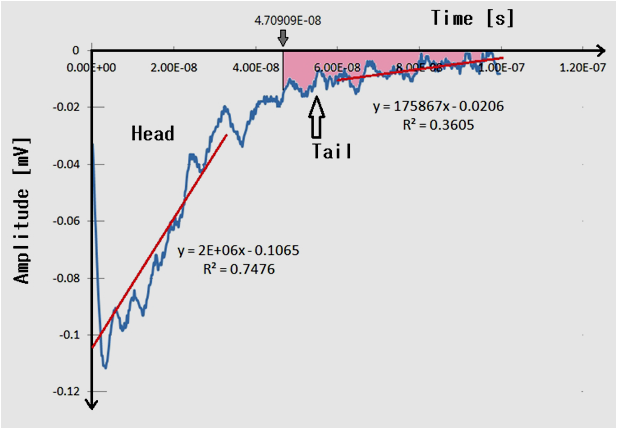 4.70909E-08
Time [s]
0
0.00E+00
2.00E-08
4.00E-08
6.00E-08
8.00E-08
1.00E-07
1.20E-07
-0.02
y = 175867x - 0.0206
R² = 0.3605
Head
Tail
-0.04
Amplitude [mV]
-0.06
y = 2E+06x - 0.1065
R² = 0.7476
-0.08
-0.1
-0.12